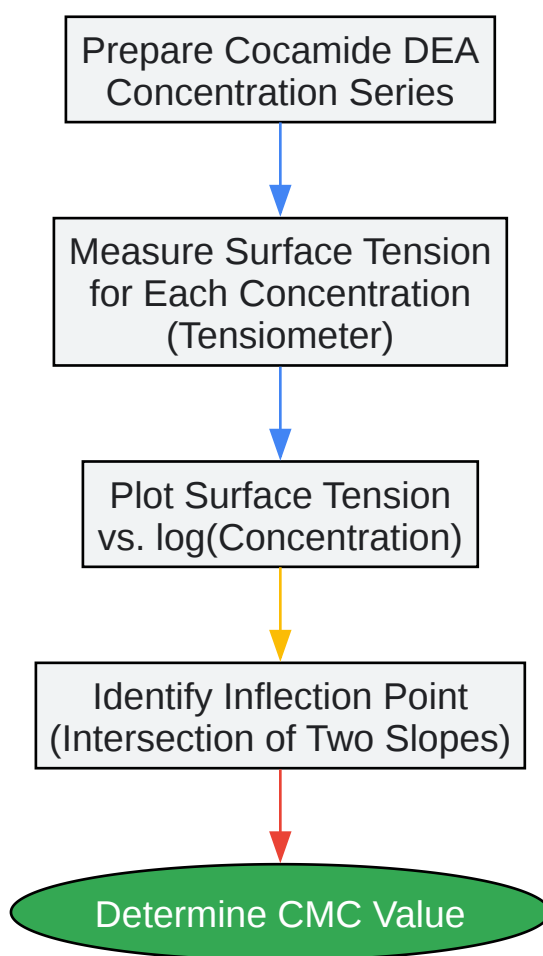 Prepare Cocamide DEA
Concentration Series
Measure Surface Tension
for Each Concentration
(Tensiometer)
Plot Surface Tension
vs. log(Concentration)
Identify Inflection Point
(Intersection of Two Slopes)
Determine CMC Value